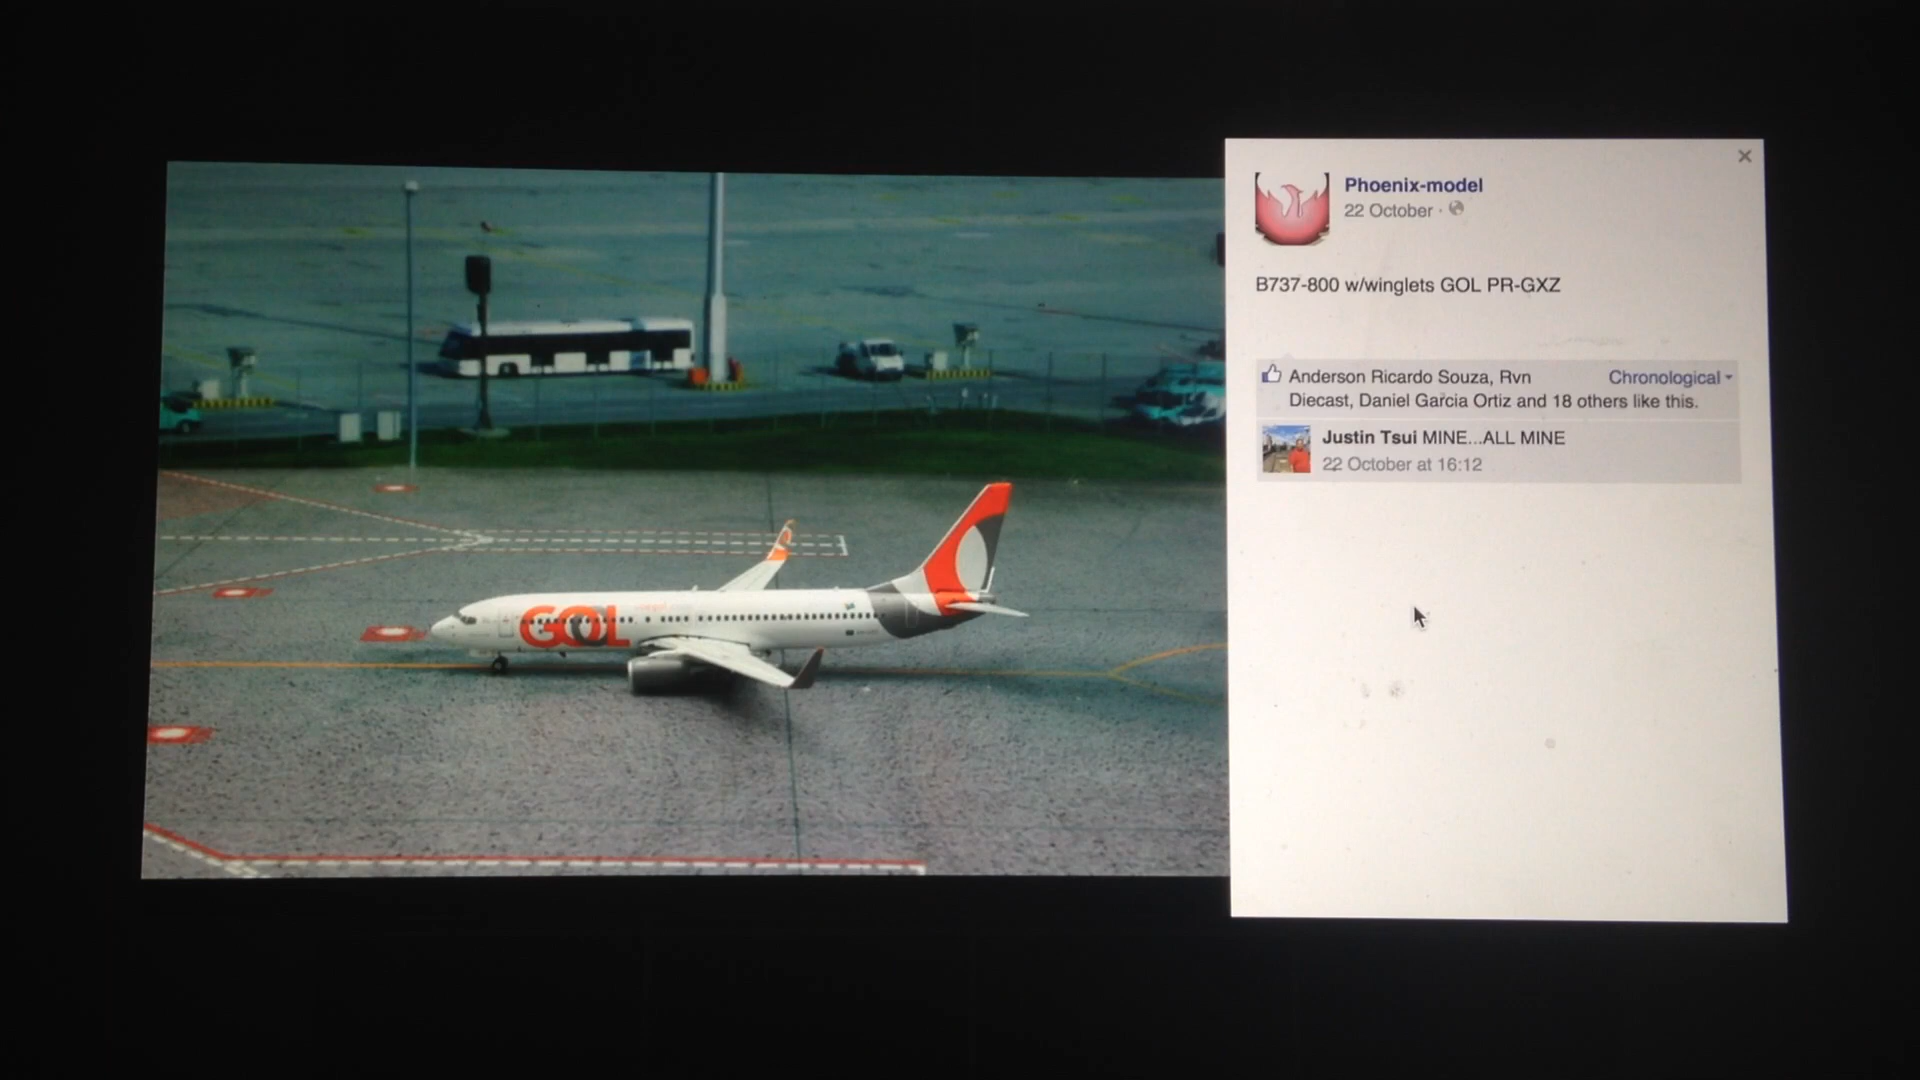 Phoenix-model
22 October ·
B737-800 w/winglets GOL PR-GXZ
Anderson Ricardo Souza, Rvn
Chronological
Diecast, Daniel Garcia Ortiz and 18 others like this.
Justin Tsui MINE...ALL MINE
22 October at 16:12
GOL